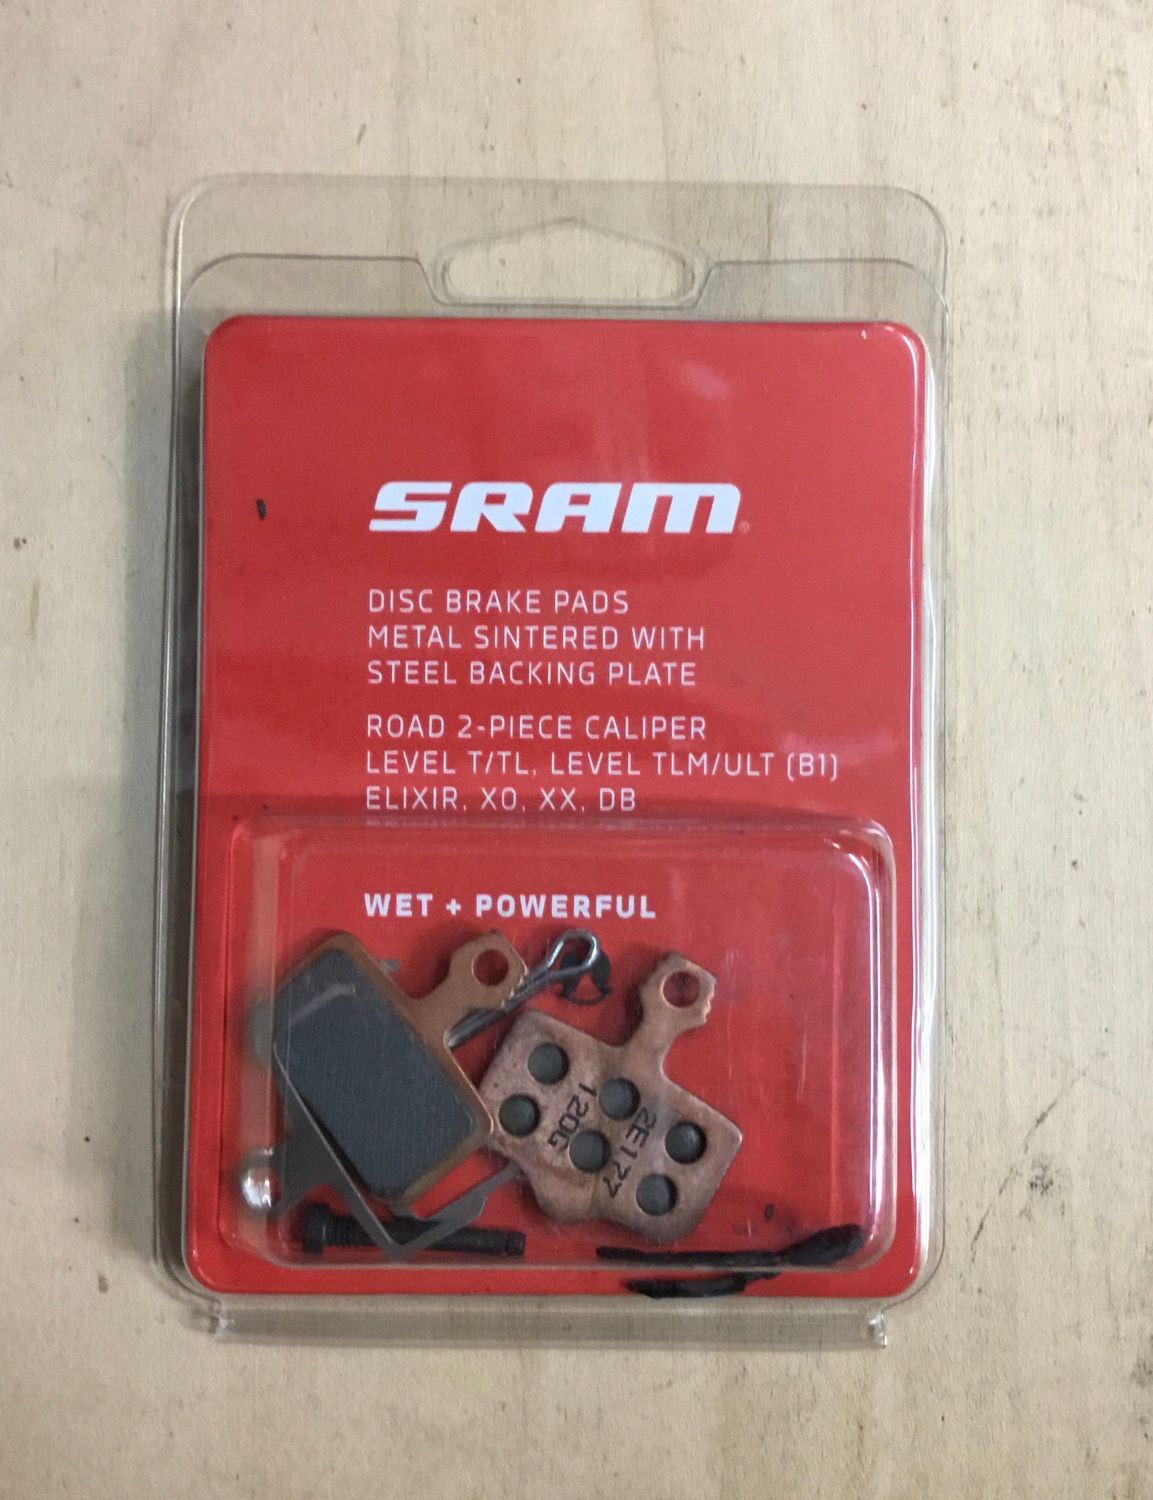 SRAM®
DISC BRAKE PADS
METAL SINTERED WITH
STEEL BACKING PLATE
ROAD 2-PIECE CALIPER
LEVEL T/TL, LEVEL TLM/ULT (B1)
ELIXIR, XO, XX, DB
WET + POWERFUL
120G
2E177